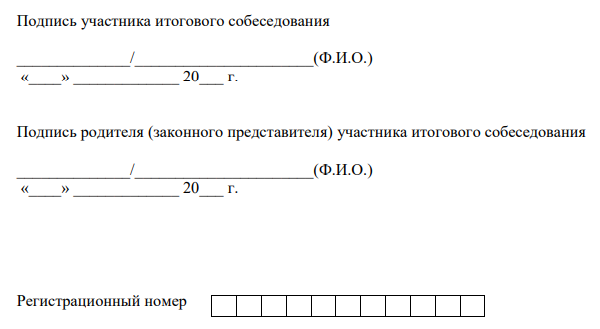 Подпись участника итогового собеседования
______________/______________________(Ф.И.О.)
«____» _____________ 20___ г.
Подпись родителя (законного представителя) участника итогового собеседования
______________/______________________(Ф.И.О.)
«____» _____________ 20___ г.
Регистрационный номер